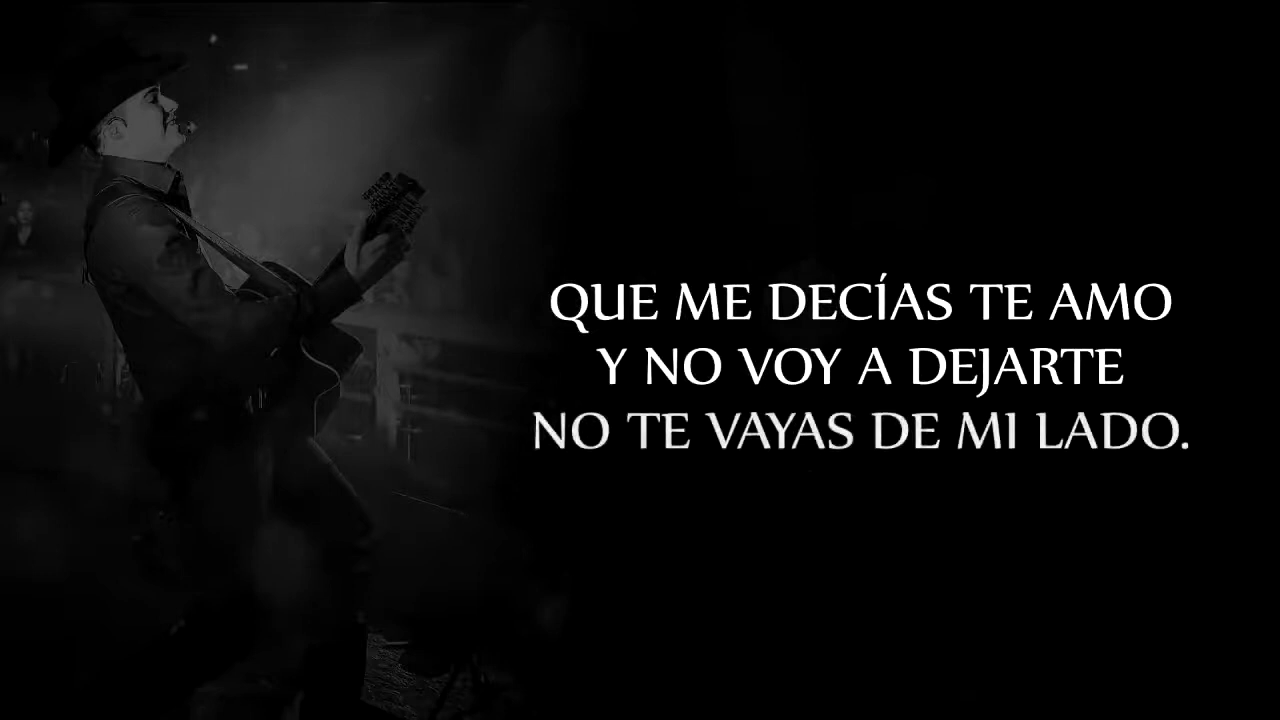 QUE ME DECÍAS TE AMO
Y NO VOY A DEJARTE
NO TE VAYAS DE MI LADO.